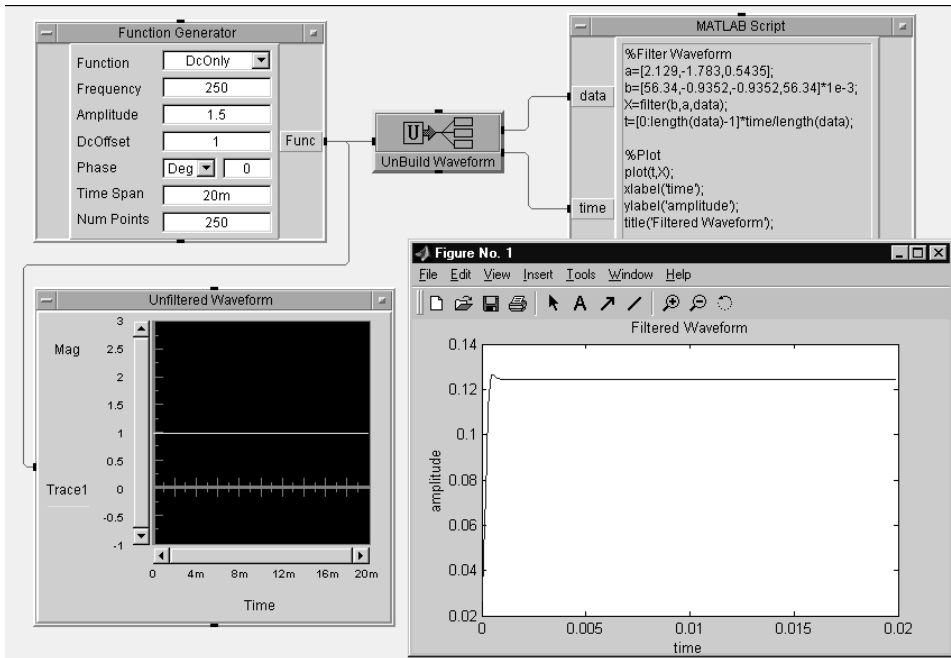 Function Generator
Function DcOnly
Frequency 250
Amplitude 1.5
DcOffset 1
Phase Deg 0
Time Span 20m
Num Points 250
Func
U
UnBuild Waveform
MATLAB Script
data
time
%Filter Waveform
a=[2.129,-1.783,0.5435];
b=[56.34,-0.9352,-0.9352,56.34]*1e-3;
X=filter(b,a,data);
t=[0:length(data)-1]*time/length(data);
%Plot
plot(t,X);
xlabel('time');
ylabel('amplitude');
title('Filtered Waveform');
Unfiltered Waveform
Mag
Trace1
3
2.5
2
1.5
1
0.5
0
-0.5
-1
0 4m 8m 12m 16m 20m
Time
Figure No. 1
File Edit View Insert Tools Window Help
A
Filtered Waveform
0.14
0.12
0.1
0.08
0.06
0.04
0.02
amplitude
0 0.005 0.01 0.015 0.02
time